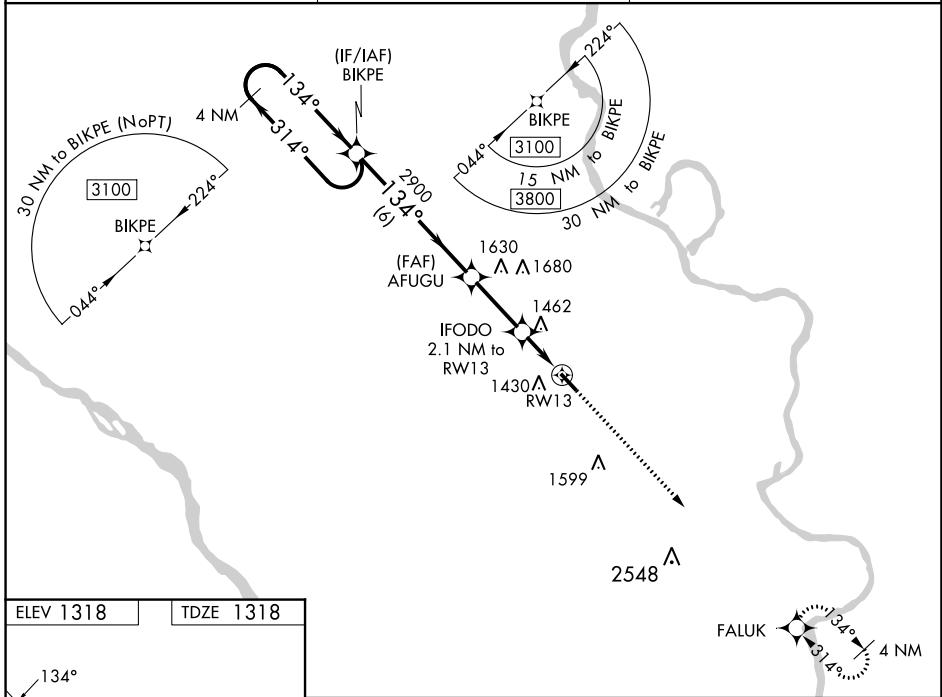 (IF/IAF)
BIKPE
4 NM
134°
314°
30 NM to BIKPE (NoPT)
3100
224°
BIKPE
044°
2900
134°
(6)
224°
BIKPE
044°
3100
15 NM to BIKPE
3800
30 NM to BIKPE
(FAF)
AFUGU
1630
1680
1462
IFODO
2.1 NM to
RW13
1430
RW13
1599
2548
FALUK
134°
314°
4 NM
ELEV 1318
TDZE 1318
134°